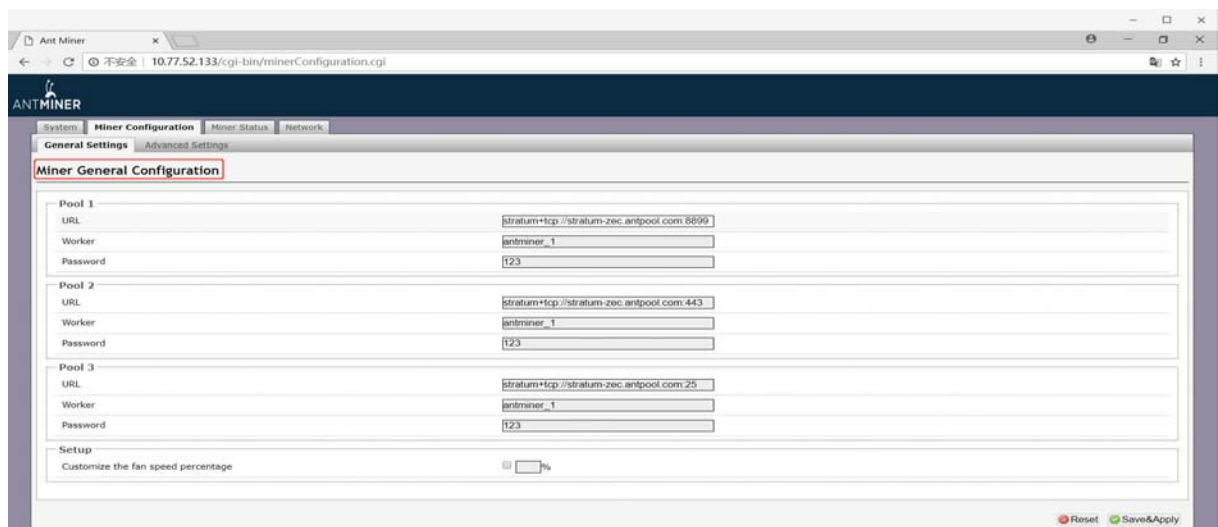 Ant Miner
不安全 | 10.77.52.133/cgi-bin/minerConfiguration.cgi
ANTMINER
System Miner Configuration Miner Status Network
General Settings Advanced Settings
Miner General Configuration
Pool 1
URL stratum+tcp://stratum-zec.antpool.com:8899
Worker antminer_1
Password 123
Pool 2
URL stratum+tcp://stratum-zec.antpool.com:443
Worker antminer_1
Password 123
Pool 3
URL stratum+tcp://stratum-zec.antpool.com:25
Worker antminer_1
Password 123
Setup
Customize the fan speed percentage %
Reset Save&Apply